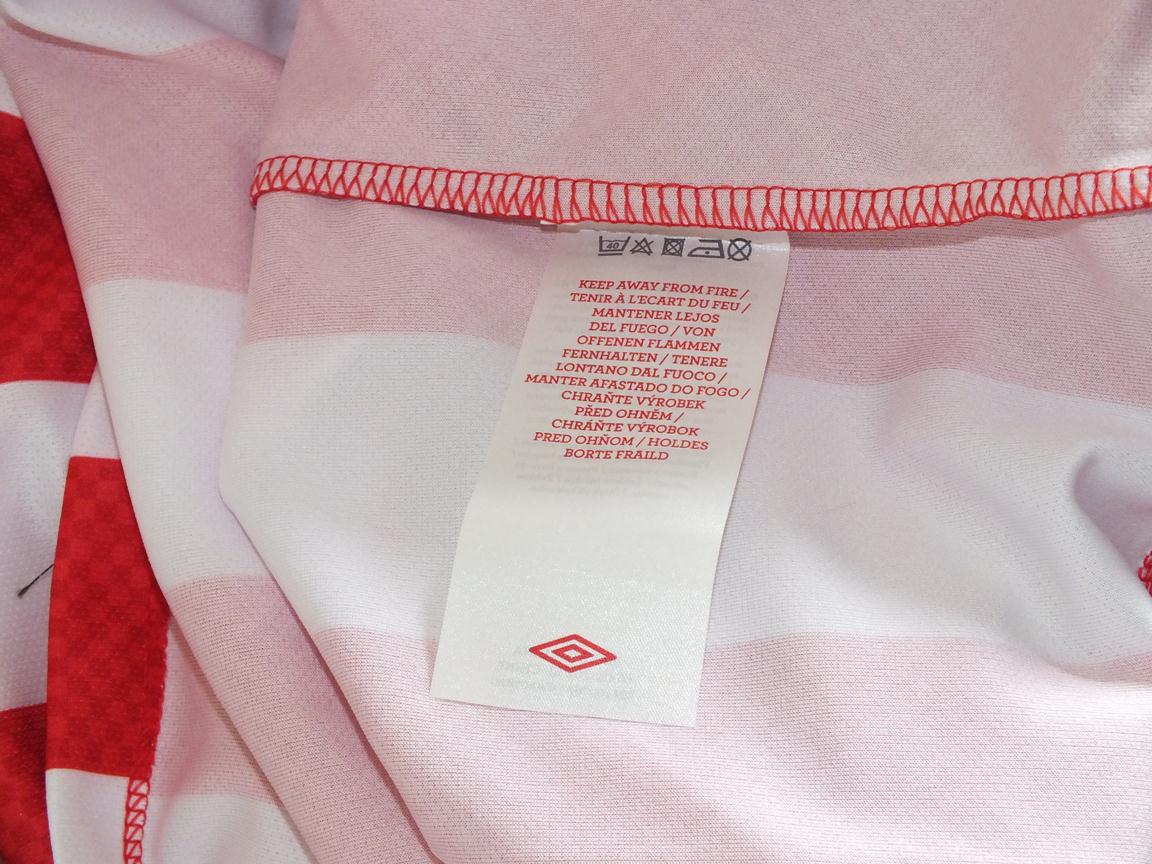 40
KEEP AWAY FROM FIRE /
TENIR À L'ECART DU FEU /
MANTENER LEJOS
DEL FUEGO / VON
OFFENEN FLAMMEN
FERNHALTEN / TENERE
LONTANO DAL FUOCO /
MANTER AFASTADO DO FOGO /
CHRAŇTE VÝROBEK
PŘED OHNĚM /
CHRÁŇTE VÝROBOK
PRED OHŇOM / HOLDES
BORTE FRAILD